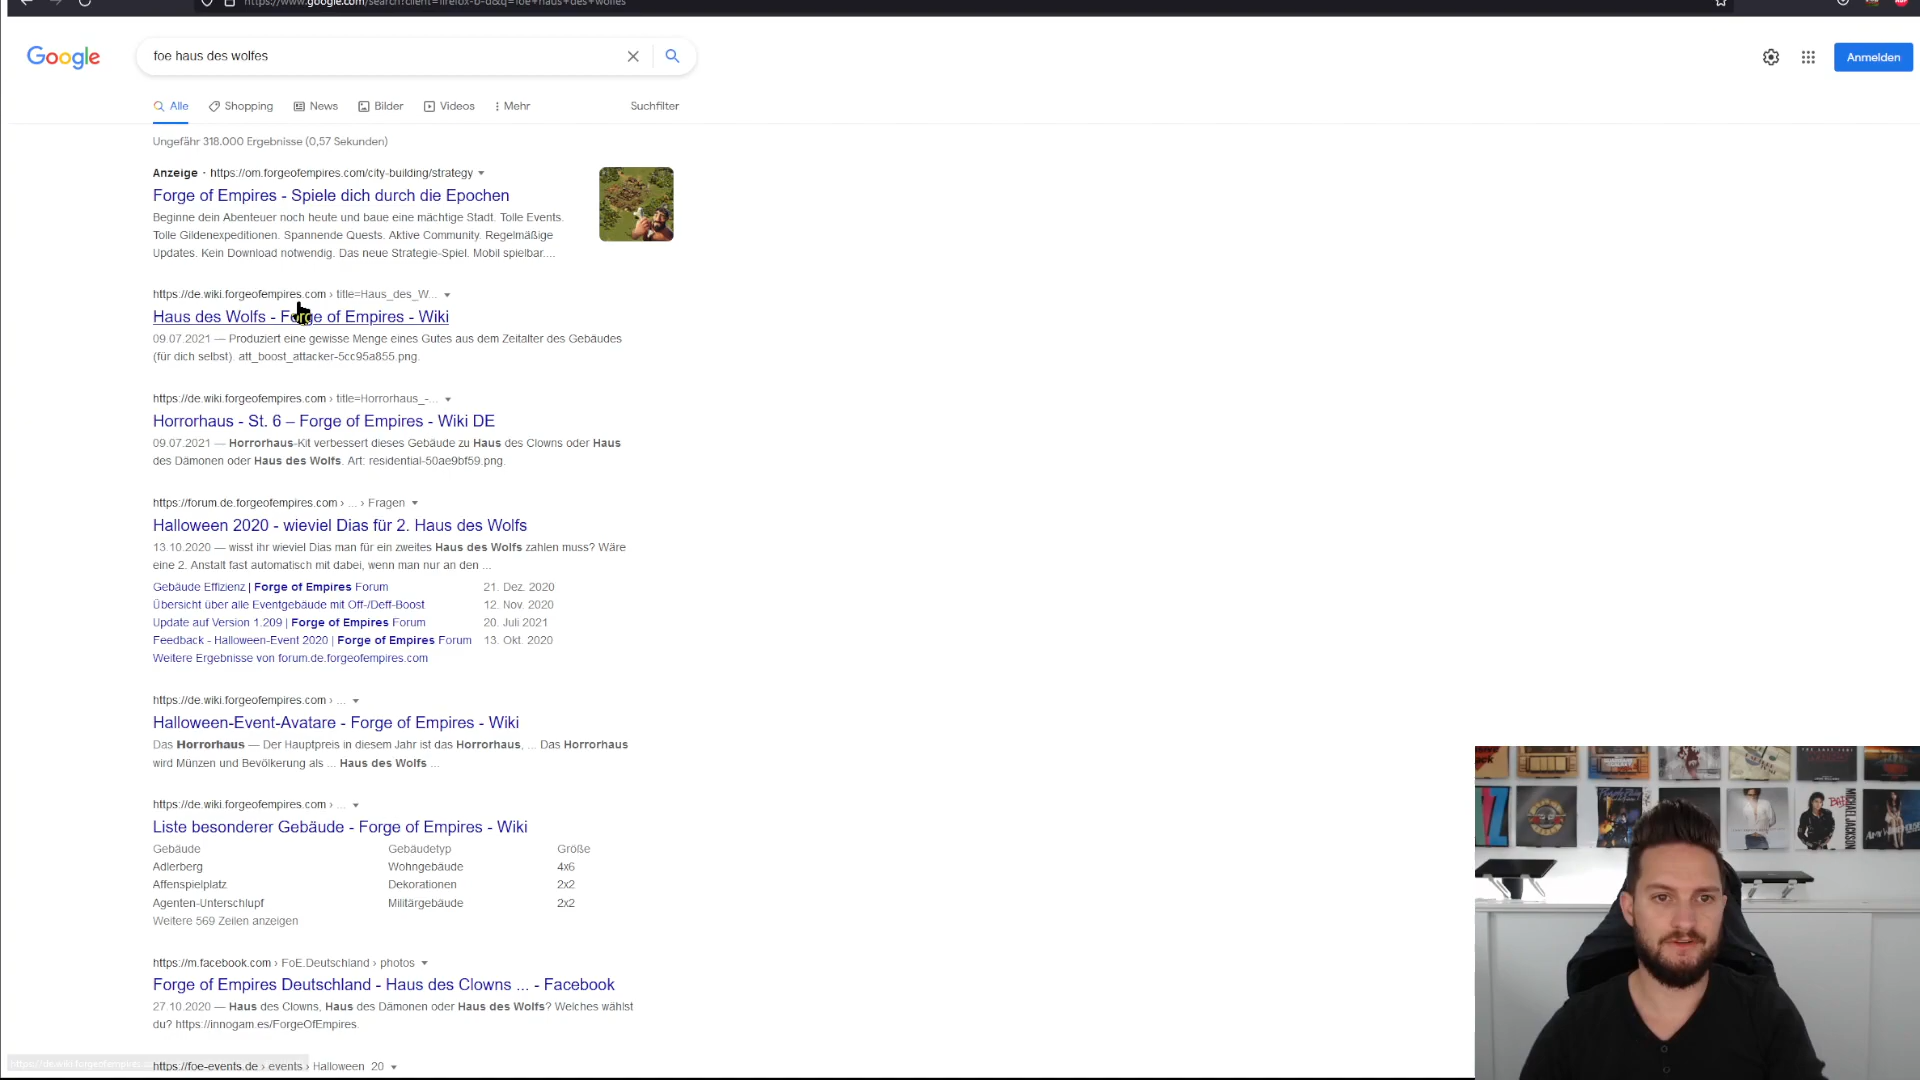 https://www.google.com/search?client=firefox-b-d&q=foe+haus+des+wolfes
Google
foe haus des wolfes
Anmelden
Alle Shopping News Bilder Videos Mehr Suchfilter
Ungefähr 318.000 Ergebnisse (0,57 Sekunden)
Anzeige · https://om.forgeofempires.com/city-building/strategy
Forge of Empires - Spiele dich durch die Epochen
Beginne dein Abenteuer noch heute und baue eine mächtige Stadt. Tolle Events.
Tolle Gildenexpeditionen. Spannende Quests. Aktive Community. Regelmäßige
Updates. Kein Download notwendig. Das neue Strategie-Spiel. Mobil spielbar....
https://de.wiki.forgeofempires.com › title=Haus_des_W...
Haus des Wolfs - Forge of Empires - Wiki
09.07.2021 — Produziert eine gewisse Menge eines Gutes aus dem Zeitalter des Gebäudes
(für dich selbst). att_boost_attacker-5cc95a855.png.
https://de.wiki.forgeofempires.com › title=Horrorhaus_-...
Horrorhaus - St. 6 – Forge of Empires - Wiki DE
09.07.2021 — Horrorhaus-Kit verbessert dieses Gebäude zu Haus des Clowns oder Haus
des Dämonen oder Haus des Wolfs. Art: residential-50ae9bf59.png.
https://forum.de.forgeofempires.com › ... › Fragen
Halloween 2020 - wieviel Dias für 2. Haus des Wolfs
13.10.2020 — wisst ihr wieviel Dias man für ein zweites Haus des Wolfs zahlen muss? Wäre
eine 2. Anstalt fast automatisch mit dabei, wenn man nur an den ...
Gebäude Effizienz | Forge of Empires Forum 21. Dez. 2020
Übersicht über alle Eventgebäude mit Off-/Deff-Boost 12. Nov. 2020
Update auf Version 1.209 | Forge of Empires Forum 20. Juli 2021
Feedback - Halloween-Event 2020 | Forge of Empires Forum 13. Okt. 2020
Weitere Ergebnisse von forum.de.forgeofempires.com
https://de.wiki.forgeofempires.com › ...
Halloween-Event-Avatare - Forge of Empires - Wiki
Das Horrorhaus — Der Hauptpreis in diesem Jahr ist das Horrorhaus, ... Das Horrorhaus
wird Münzen und Bevölkerung als ... Haus des Wolfs ...
https://de.wiki.forgeofempires.com › ...
Liste besonderer Gebäude - Forge of Empires - Wiki
Gebäude Gebäudetyp Größe
Adlerberg Wohngebäude 4x6
Affenspielplatz Dekorationen 2x2
Agenten-Unterschlupf Militärgebäude 2x2
Weitere 569 Zeilen anzeigen
https://m.facebook.com › FoE.Deutschland › photos
Forge of Empires Deutschland - Haus des Clowns ... - Facebook
27.10.2020 — Haus des Clowns, Haus des Dämonen oder Haus des Wolfs? Welches wählst
du? https://innogam.es/ForgeOfEmpires.
https://foe-events.de › events › Halloween_20
MICHAEL JACKSON
BAD